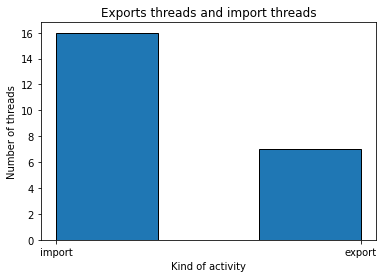 Exports threads and import threads
Number of threads
16
14
12
10
8
6
4
2
0
import export
Kind of activity